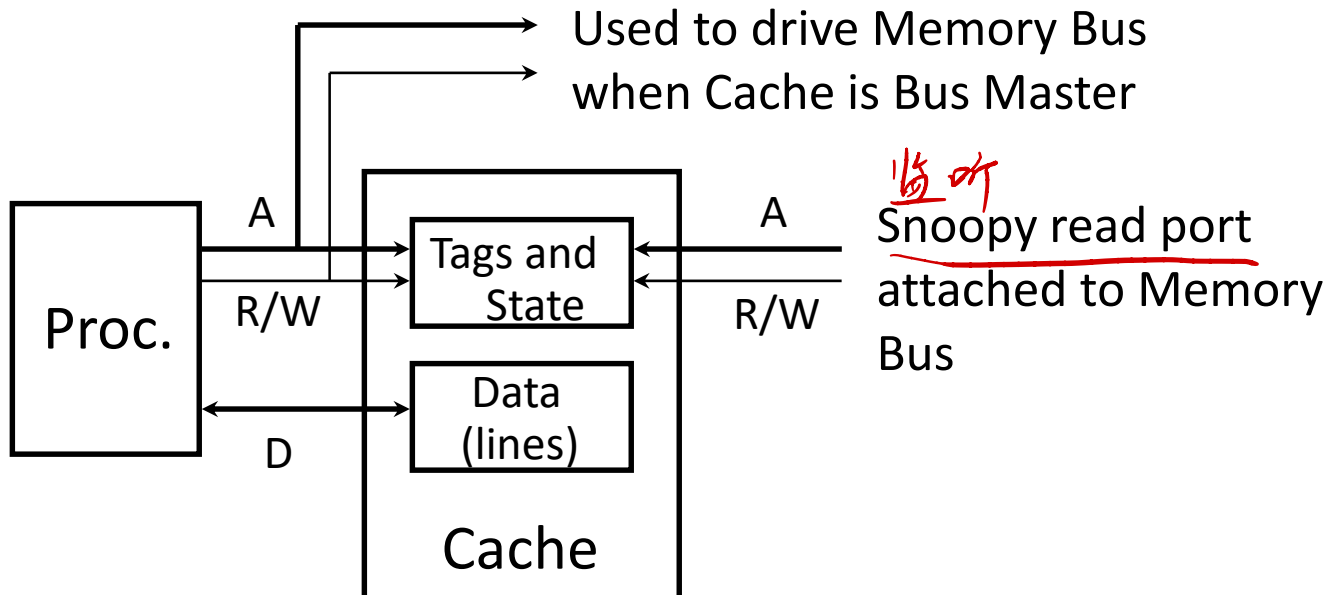 Used to drive Memory Bus
when Cache is Bus Master
监听
Snoopy read port
attached to Memory
Bus
A
R/W
Proc.
D
Tags and
State
Data
(lines)
Cache
A
R/W